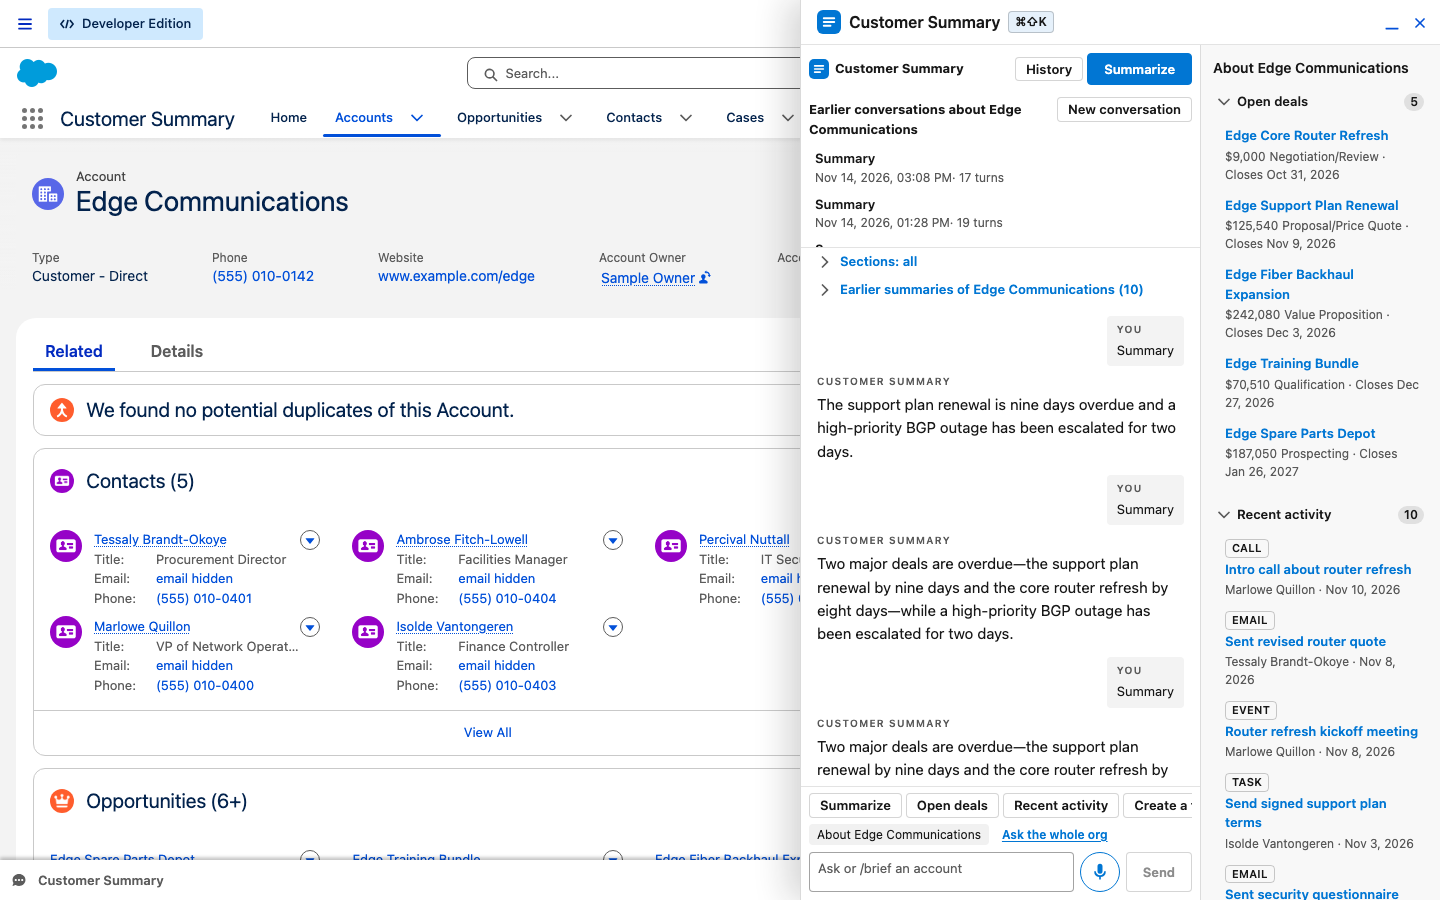 Developer Edition
Search...
Customer Summary
Home
Accounts
Opportunities
Contacts
Cases
Account
Edge Communications
Type
Customer - Direct
Phone
(555) 010-0142
Website
www.example.com/edge
Account Owner
Sample Owner
Acc
Related
Details
We found no potential duplicates of this Account.
Contacts (5)
Tessaly Brandt-Okoye
Title: Procurement Director
Email: email hidden
Phone: (555) 010-0401
Ambrose Fitch-Lowell
Title: Facilities Manager
Email: email hidden
Phone: (555) 010-0404
Percival Nuttall
Title: IT Secu
Email: email h
Phone: (555)
Marlowe Quillon
Title: VP of Network Operat...
Email: email hidden
Phone: (555) 010-0400
Isolde Vantongeren
Title: Finance Controller
Email: email hidden
Phone: (555) 010-0403
View All
Opportunities (6+)
Edge Spare Parts Depot
Edge Training Bundle
Edge Fiber Backhaul Ex
Customer Summary
Customer Summary ⌘⇧K
Customer Summary
History
Summarize
Earlier conversations about Edge
Communications
New conversation
Summary
Nov 14, 2026, 03:08 PM· 17 turns
Summary
Nov 14, 2026, 01:28 PM· 19 turns
Sections: all
Earlier summaries of Edge Communications (10)
YOU
Summary
CUSTOMER SUMMARY
The support plan renewal is nine days overdue and a
high-priority BGP outage has been escalated for two
days.
YOU
Summary
CUSTOMER SUMMARY
Two major deals are overdue—the support plan
renewal by nine days and the core router refresh by
eight days—while a high-priority BGP outage has
been escalated for two days.
YOU
Summary
CUSTOMER SUMMARY
Two major deals are overdue—the support plan
renewal by nine days and the core router refresh by
Summarize
Open deals
Recent activity
Create a
About Edge Communications
Ask the whole org
Ask or /brief an account
Send
About Edge Communications
Open deals 5
Edge Core Router Refresh
$9,000 Negotiation/Review ·
Closes Oct 31, 2026
Edge Support Plan Renewal
$125,540 Proposal/Price Quote ·
Closes Nov 9, 2026
Edge Fiber Backhaul
Expansion
$242,080 Value Proposition ·
Closes Dec 3, 2026
Edge Training Bundle
$70,510 Qualification · Closes Dec
27, 2026
Edge Spare Parts Depot
$187,050 Prospecting · Closes
Jan 26, 2027
Recent activity 10
CALL
Intro call about router refresh
Marlowe Quillon · Nov 10, 2026
EMAIL
Sent revised router quote
Tessaly Brandt-Okoye · Nov 8,
2026
EVENT
Router refresh kickoff meeting
Marlowe Quillon · Nov 8, 2026
TASK
Send signed support plan
terms
Isolde Vantongeren · Nov 3, 2026
EMAIL
Sent security questionnaire